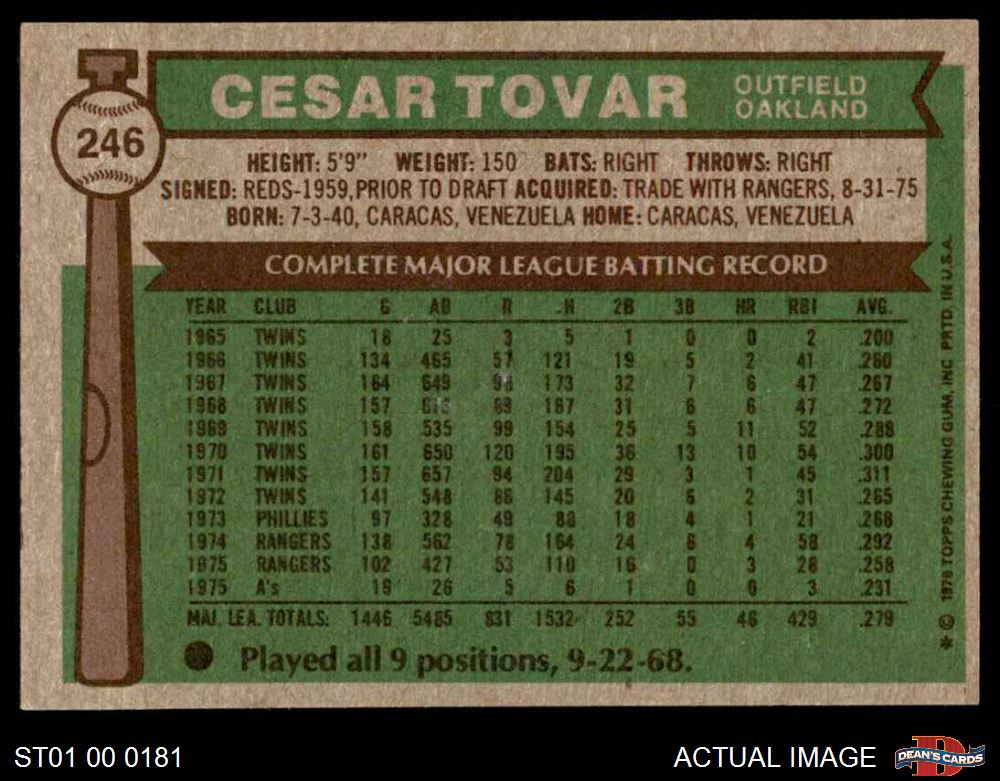 246
CESAR TOVAR
OUTFIELD
OAKLAND
HEIGHT: 5'9" WEIGHT: 150 BATS: RIGHT THROWS: RIGHT
SIGNED: REDS-1959, PRIOR TO DRAFT ACQUIRED: TRADE WITH RANGERS, 8-31-75
BORN: 7-3-40, CARACAS, VENEZUELA HOME: CARACAS, VENEZUELA
COMPLETE MAJOR LEAGUE BATTING RECORD
YEAR CLUB G AB R H 2B 3B HR RBI AVG.
1965 TWINS 18 25 3 5 1 0 0 2 .200
1966 TWINS 134 465 57 121 19 5 2 41 .260
1967 TWINS 164 649 98 173 32 7 6 47 .267
1968 TWINS 157 613 89 167 31 6 6 47 .272
1969 TWINS 158 535 99 154 25 5 11 52 .288
1970 TWINS 161 650 120 195 36 13 10 54 .300
1971 TWINS 157 657 94 204 29 3 1 45 .311
1972 TWINS 141 548 86 145 20 6 2 31 .265
1973 PHILLIES 97 328 49 88 18 4 1 21 .268
1974 RANGERS 138 562 78 164 24 6 4 58 .292
1975 RANGERS 102 427 53 110 16 0 3 28 .258
1975 A's 19 26 5 6 1 0 0 3 .231
MAJ. LEA. TOTALS: 1446 5485 831 1532 252 55 46 429 .279
Played all 9 positions, 9-22-68.
* © 1976 TOPPS CHEWING GUM, INC PRTD. IN U.S.A.
ST01 00 0181
ACTUAL IMAGE
D
DEAN'S CARDS